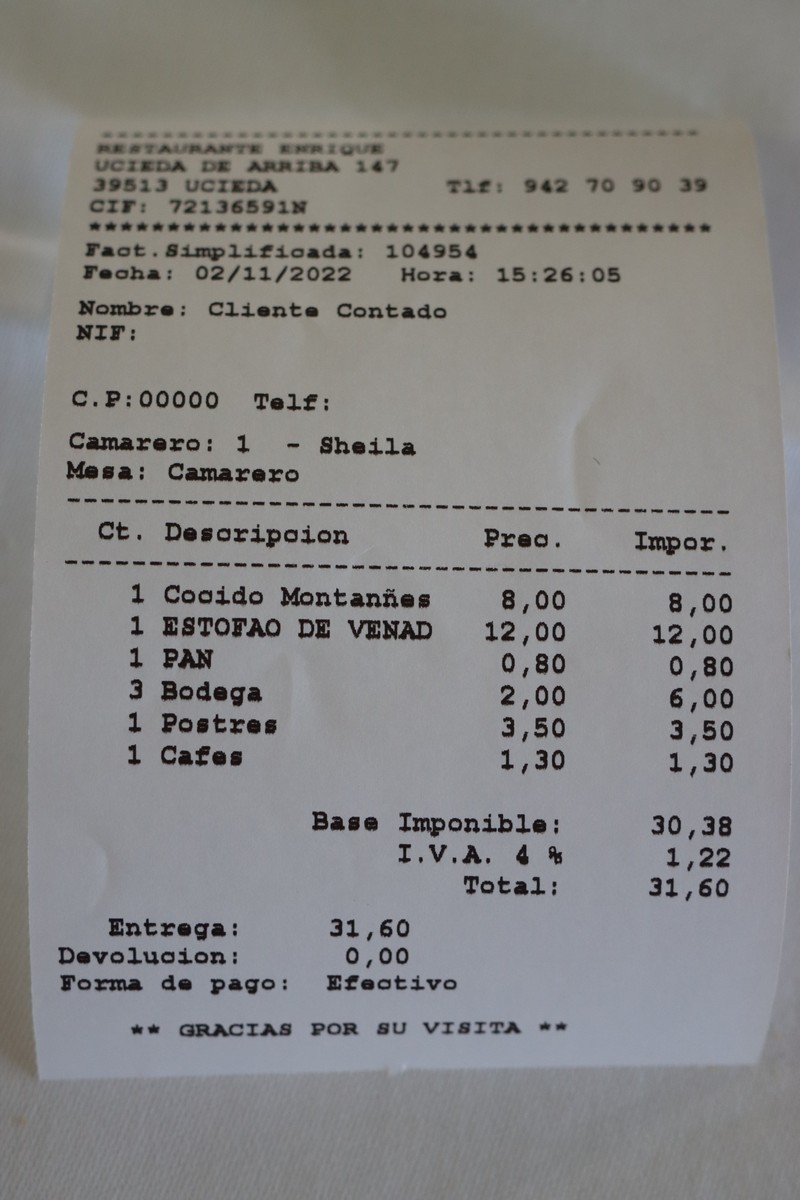 ----------------------------------------
RESTAURANTE ENRIQUE
UCIEDA DE ARRIBA 147
39513 UCIEDA Tlf: 942 70 90 39
CIF: 72136591N
****************************************
Fact.Simplificada: 104954
Fecha: 02/11/2022 Hora: 15:26:05
Nombre: Cliente Contado
NIF:
C.P:00000 Telf:
Camarero: 1 - Sheila
Mesa: Camarero
----------------------------------------
Ct. Descripcion Prec. Impor.
----------------------------------------
1 Cocido Montanñes 8,00 8,00
1 ESTOFAO DE VENAD 12,00 12,00
1 PAN 0,80 0,80
3 Bodega 2,00 6,00
1 Postres 3,50 3,50
1 Cafes 1,30 1,30
Base Imponible: 30,38
I.V.A. 4 % 1,22
Total: 31,60
Entrega: 31,60
Devolucion: 0,00
Forma de pago: Efectivo
** GRACIAS POR SU VISITA **